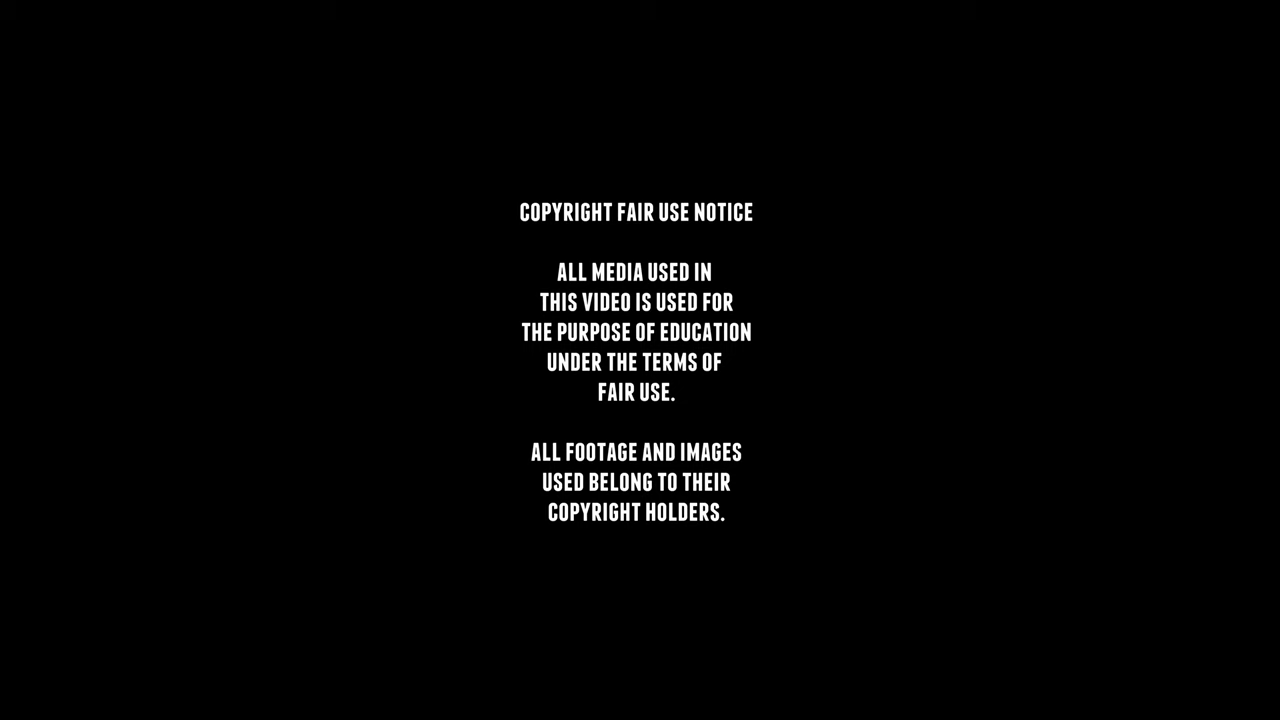 COPYRIGHT FAIR USE NOTICE
ALL MEDIA USED IN
THIS VIDEO IS USED FOR
THE PURPOSE OF EDUCATION
UNDER THE TERMS OF
FAIR USE.
ALL FOOTAGE AND IMAGES
USED BELONG TO THEIR
COPYRIGHT HOLDERS.